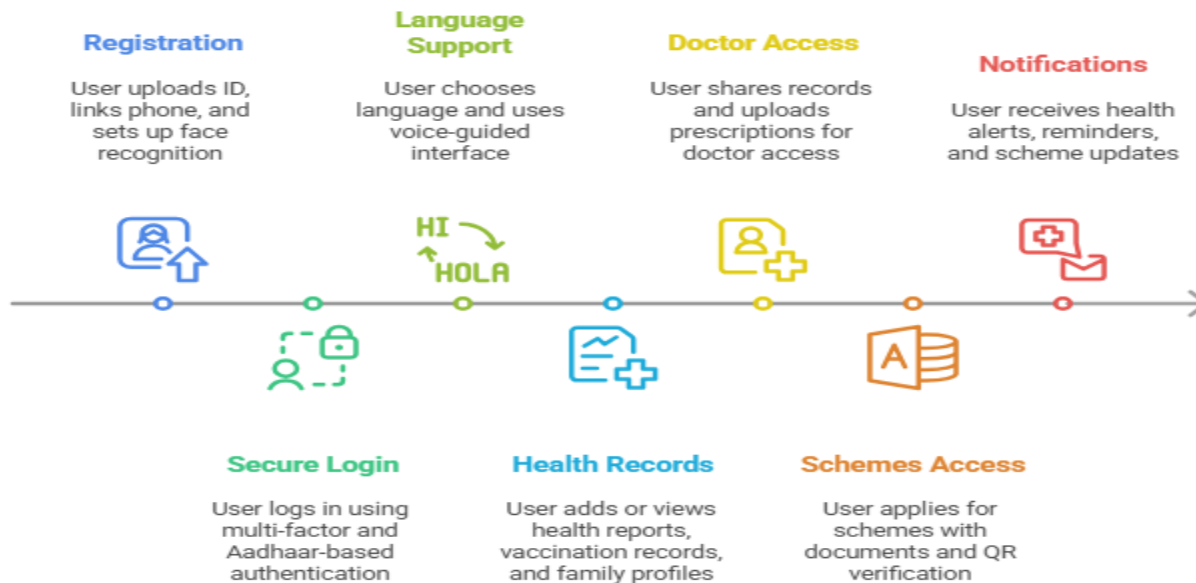 Registration
User uploads ID,
links phone, and
sets up face
recognition
Language
Support
User chooses
language and uses
voice-guided
interface
Doctor Access
User shares records
and uploads
prescriptions for
doctor access
Notifications
User receives health
alerts, reminders,
and scheme updates
HI
HOLA
A
Secure Login
User logs in using
multi-factor and
Aadhaar-based
authentication
Health Records
User adds or views
health reports,
vaccination records,
and family profiles
Schemes Access
User applies for
schemes with
documents and QR
verification